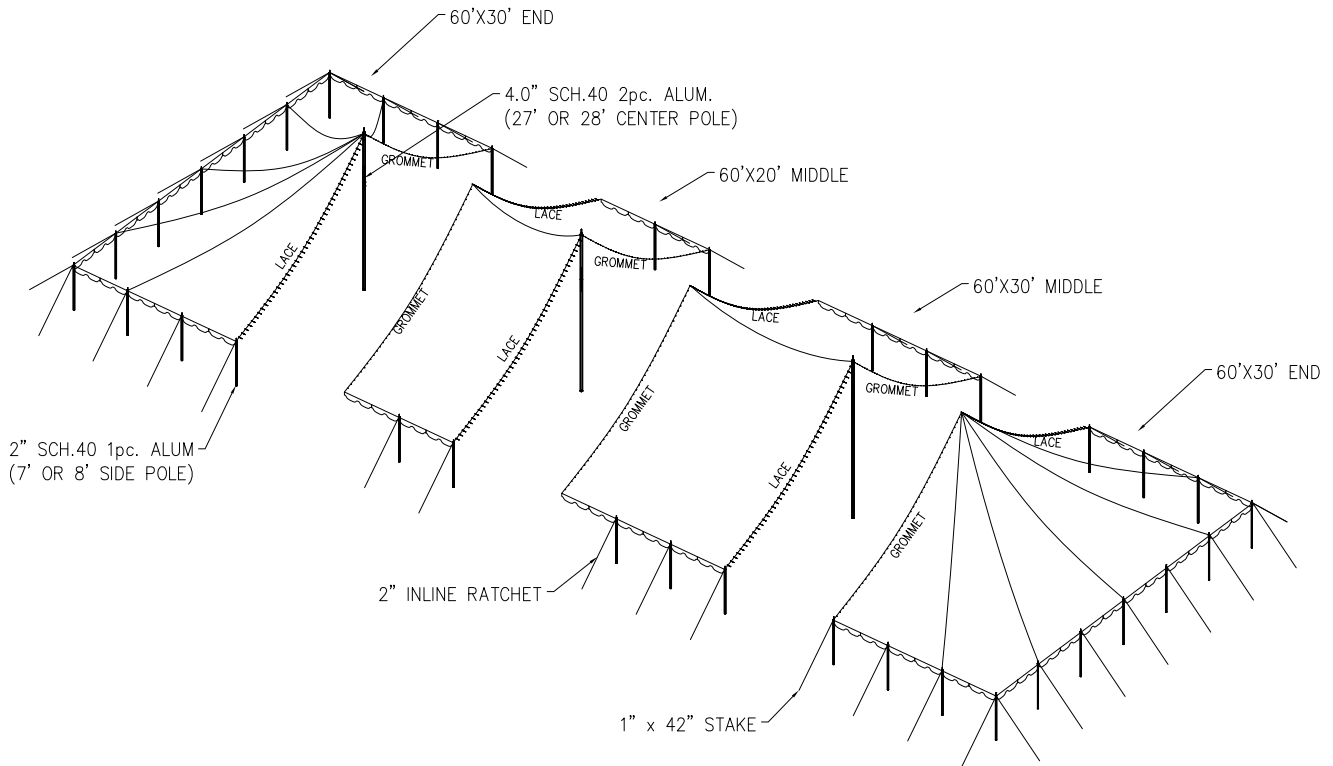 60'X30' END
4.0" SCH.40 2pc. ALUM.
(27' OR 28' CENTER POLE)
GROMMET
60'X20' MIDDLE
LACE
LACE
GROMMET
60'X30' MIDDLE
GROMMET
LACE
LACE
GROMMET
60'X30' END
GROMMET
LACE
LACE
2" SCH.40 1pc. ALUM
(7' OR 8' SIDE POLE)
GROMMET
2" INLINE RATCHET
1" x 42" STAKE